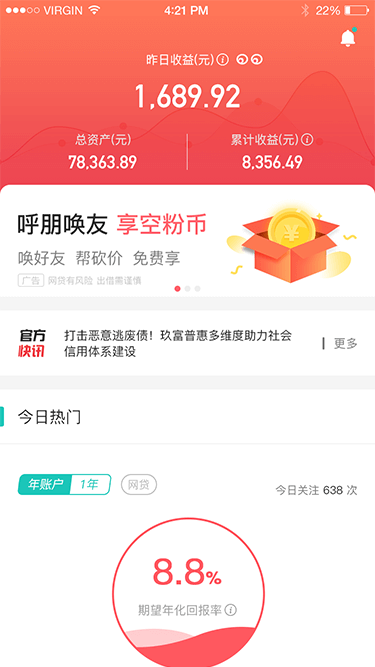 VIRGIN 4:21 PM 22%
昨日收益(元)
1,689.92
总资产(元) 累计收益(元)
78,363.89 8,356.49
呼朋唤友 享空粉币
唤好友 帮砍价 免费享
广告 网贷有风险 出借需谨慎
官方
快讯
打击恶意逃废债！玖富普惠多维度助力社会
信用体系建设
更多
今日热门
年账户 1年 网贷 今日关注 638 次
8.8%
期望年化回报率